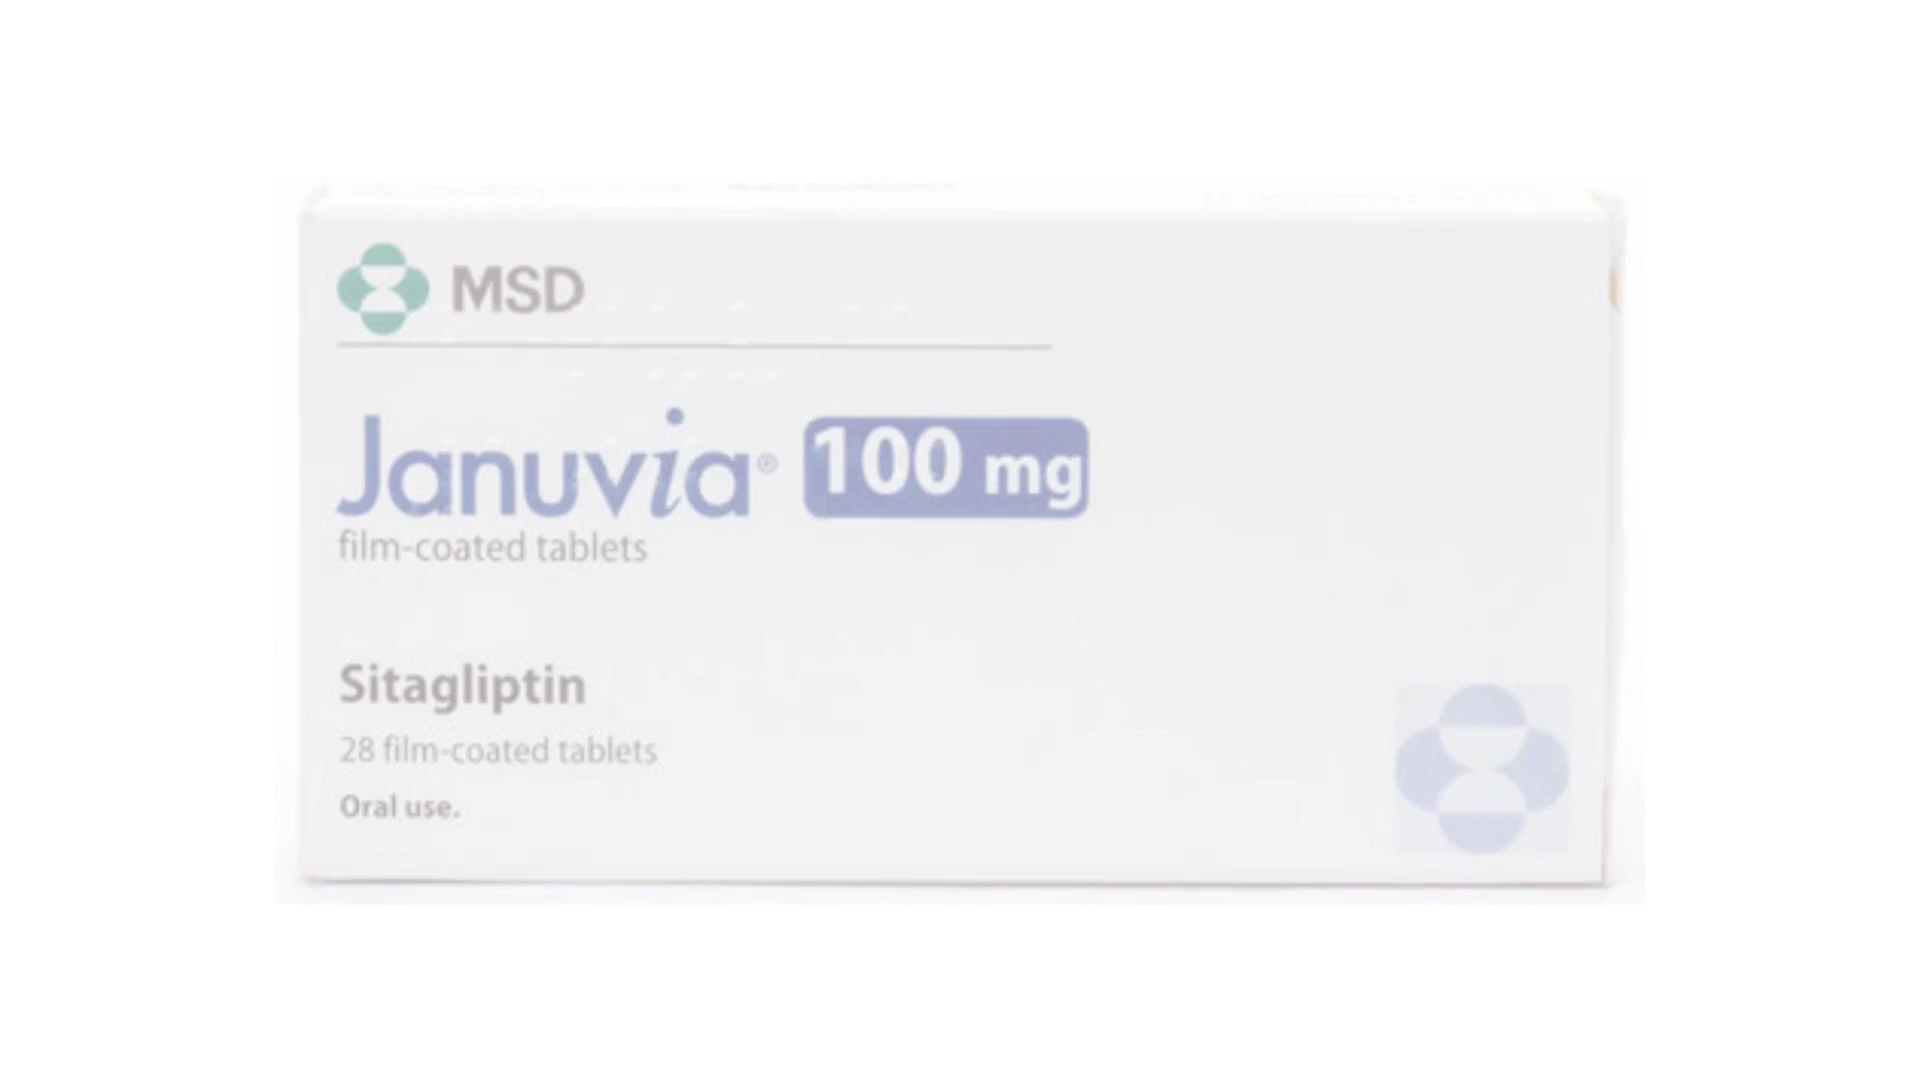 MSD
Januvia® 100 mg
film-coated tablets
Sitagliptin
28 film-coated tablets
Oral use.